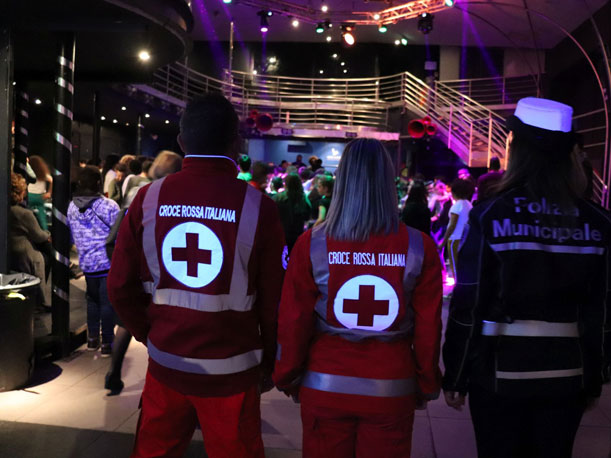 CROCE ROSSA ITALIANA
CROCE ROSSA ITALIANA
Polizia
Municipale